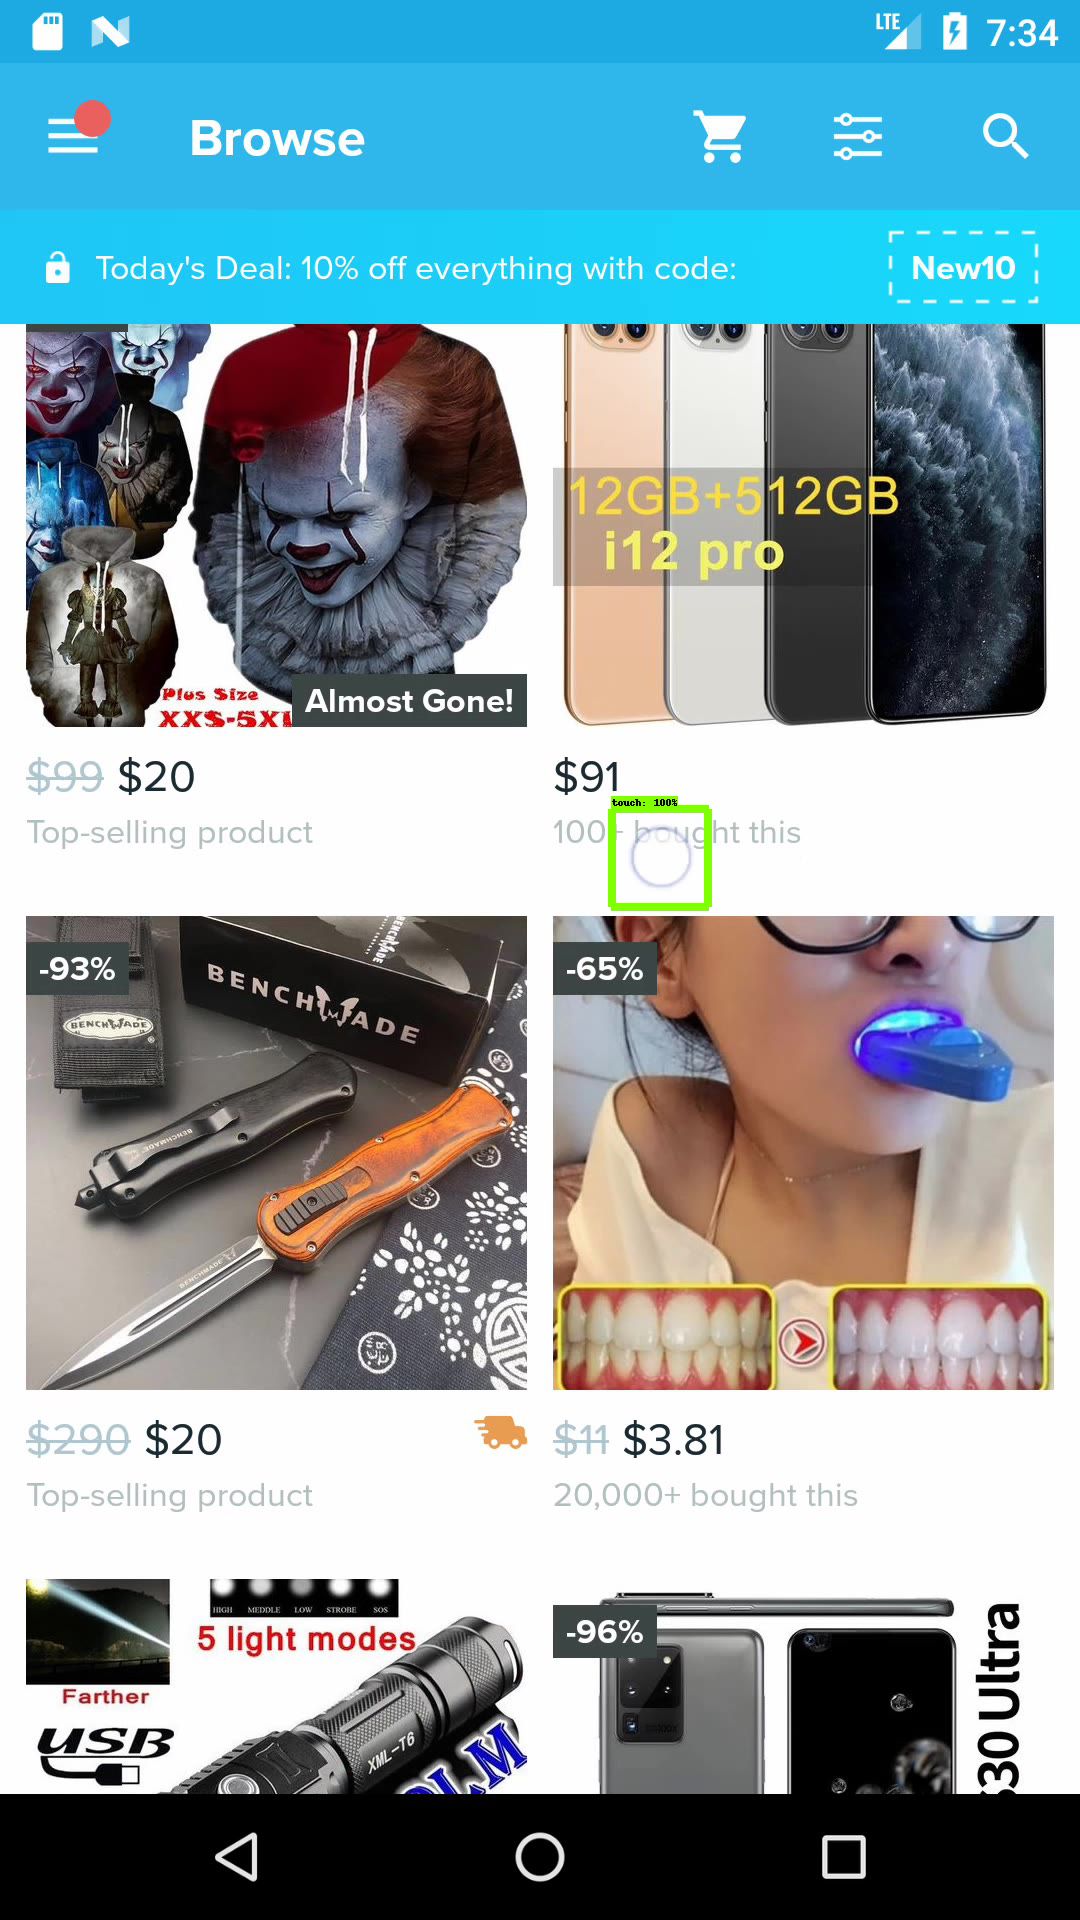 LTE 7:34
Browse
Today's Deal: 10% off everything with code: New10
12GB+512GB
i12 pro
Plus Size
XXS-5XL
Almost Gone!
$99 $20
Top-selling product
$91
touch: 100%
100+ bought this
-93%
BENCHMADE
BENCHMADE
BENCHMADE
BENCHMADE
BENCHMADE
-65%
$290 $20
Top-selling product
$11 $3.81
20,000+ bought this
HIGH MEDDLE LOW STROBE SOS
5 light modes
Farther
USB
XML-T6
-96%
S30 Ultra